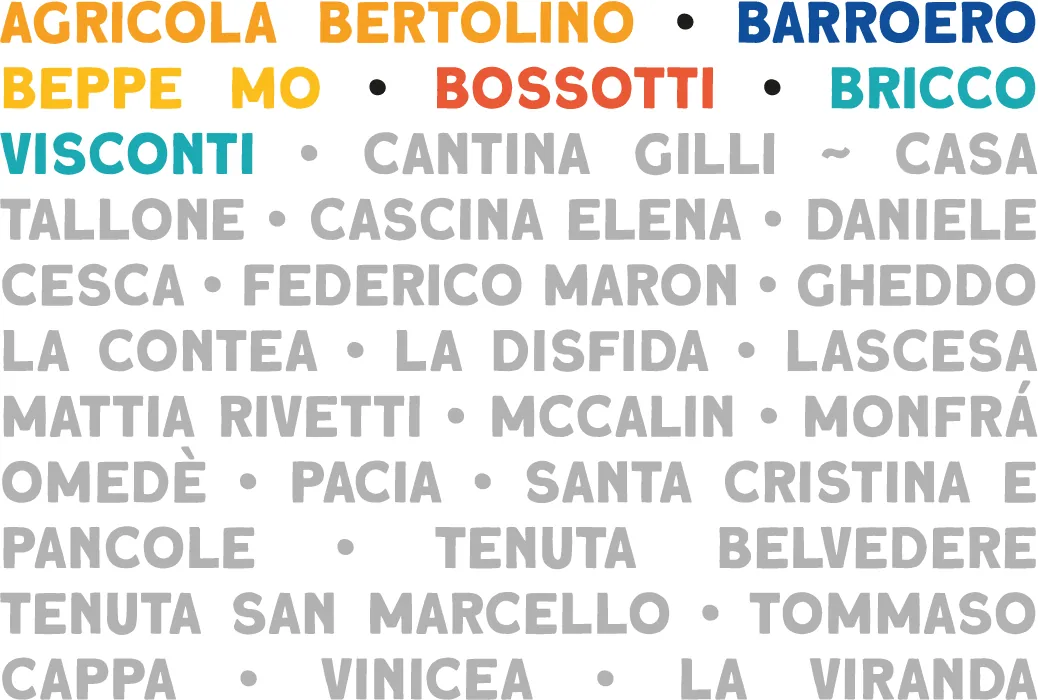 AGRICOLA BERTOLINO • BARROERO
BEPPE MO • BOSSOTTI • BRICCO
VISCONTI • CANTINA GILLI ~ CASA
TALLONE • CASCINA ELENA • DANIELE
CESCA • FEDERICO MARON • GHEDDO
LA CONTEA • LA DISFIDA • LASCESA
MATTIA RIVETTI • MCCALIN • MONFRÁ
OMEDÈ • PACIA • SANTA CRISTINA E
PANCOLE • TENUTA BELVEDERE
TENUTA SAN MARCELLO • TOMMASO
CAPPA • VINICEA • LA VIRANDA